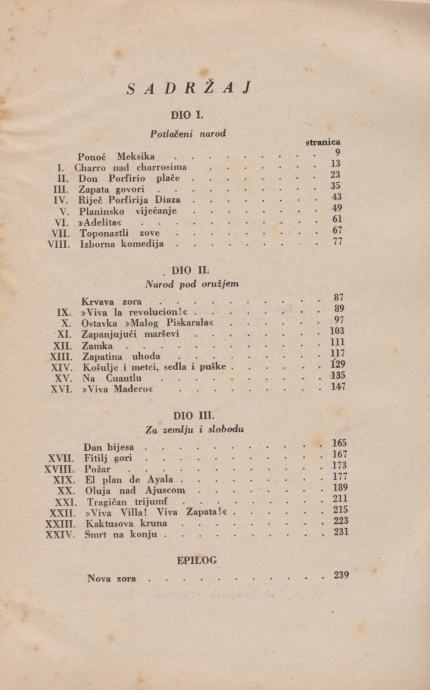 SADRŽAJ
DIO I.
Potlačeni narod
stranica
Ponoć Meksika . . . . . . . . 9
I. Charro nad charrosima . . . . . . . 13
II. Don Porfirio plače . . . . . . . . 23
III. Zapata govori . . . . . . . . . 35
IV. Riječ Porfirija Diaza . . . . . . . 43
V. Planinsko vijećanje . . . . . . . 49
VI. »Adelita« . . . . . . . . . 61
VII. Toponaztli zove . . . . . . . . 67
VIII. Izborna komedija . . . . . . . . 77
DIO II.
Narod pod oružjem
Krvava zora . . . . . . . . . 87
IX. »Viva la revolucion!« . . . . . . . 89
X. Ostavka »Malog Piskarala« . . . . . . 97
XI. Zapanjujući marševi . . . . . . . 103
XII. Zamka . . . . . . . . . . 111
XIII. Zapatina uhoda . . . . . . . . 117
XIV. Košulje i metci, sedla i puške . . . . . . 129
XV. Na Cuautlu . . . . . . . . . 135
XVI. »Viva Madero« . . . . . . . . 147
DIO III.
Za zemlju i slobodu
Dan bijesa . . . . . . . . . 165
XVII. Fitilj gori . . . . . . . . . 167
XVIII. Požar . . . . . . . . . . 173
XIX. El plan de Ayala . . . . . . . . 177
XX. Oluja nad Ajuscom . . . . . . . . 189
XXI. Tragičan trijumf . . . . . . . . 211
XXII. »Viva Villa! Viva Zapata!« . . . . . . 215
XXIII. Kaktusova kruna . . . . . . . . 223
XXIV. Smrt na konju . . . . . . . . . 231
EPILOG
Nova zora . . . . . . . . . 239